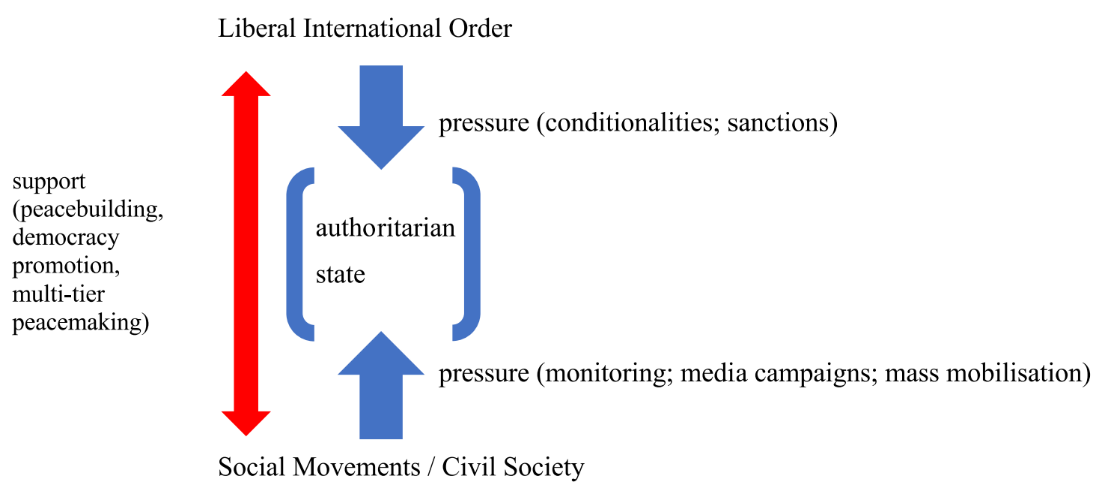 Liberal International Order
pressure (conditionalities; sanctions)
support
(peacebuilding,
democracy
promotion,
multi-tier
peacemaking)
authoritarian
state
pressure (monitoring; media campaigns; mass mobilisation)
Social Movements / Civil Society